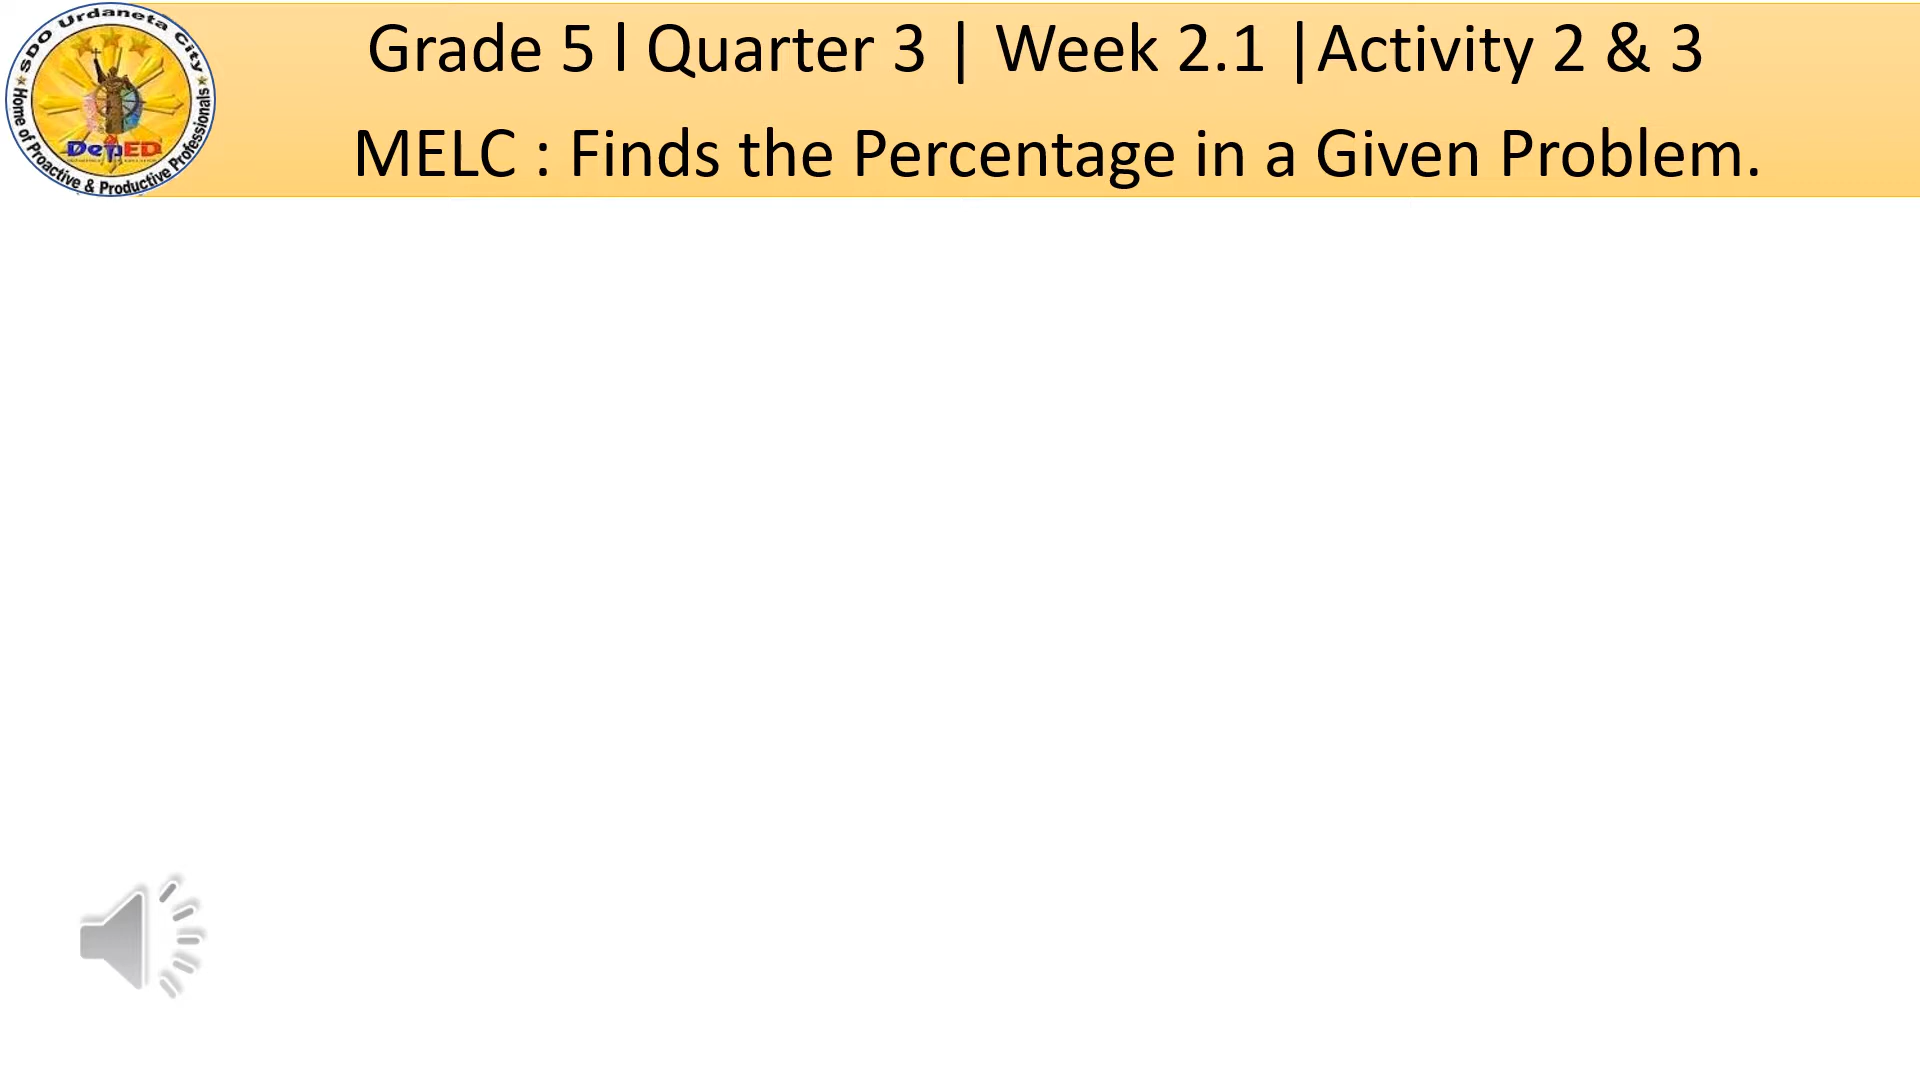 SDO Urdaneta City
Home of Proactive & Productive Professionals
DepED
Grade 5 l Quarter 3 | Week 2.1 |Activity 2 & 3
MELC : Finds the Percentage in a Given Problem.